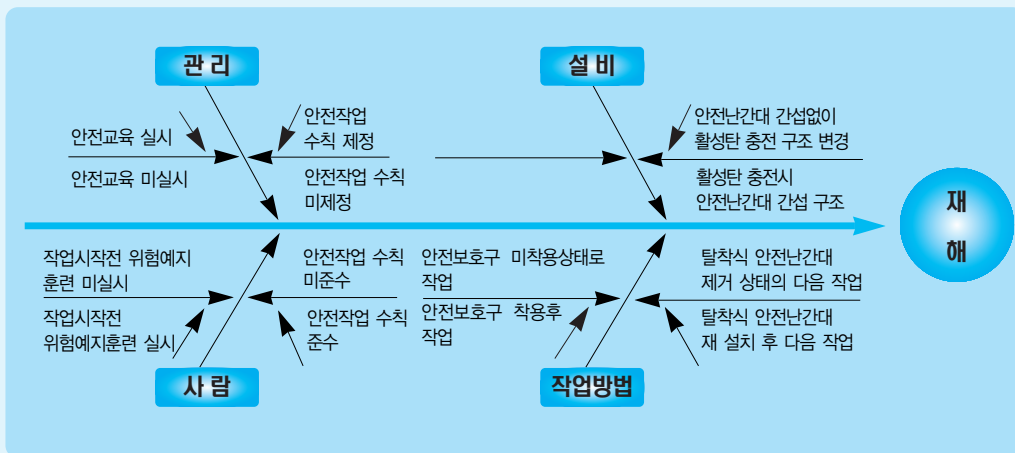 관 리
설 비
안전교육 실시
안전교육 미실시
안전작업
수칙 제정
안전작업 수칙
미제정
안전난간대 간섭없이
활성탄 충전 구조 변경
활성탄 충전시
안전난간대 간섭 구조
재
해
작업시작전 위험예지
훈련 미실시
작업시작전
위험예지훈련 실시
안전작업 수칙
미준수
안전작업 수칙
준수
안전보호구 미착용상태로
작업
안전보호구 착용후
작업
탈착식 안전난간대
제거 상태의 다음 작업
탈착식 안전난간대
재 설치 후 다음 작업
사 람
작업방법